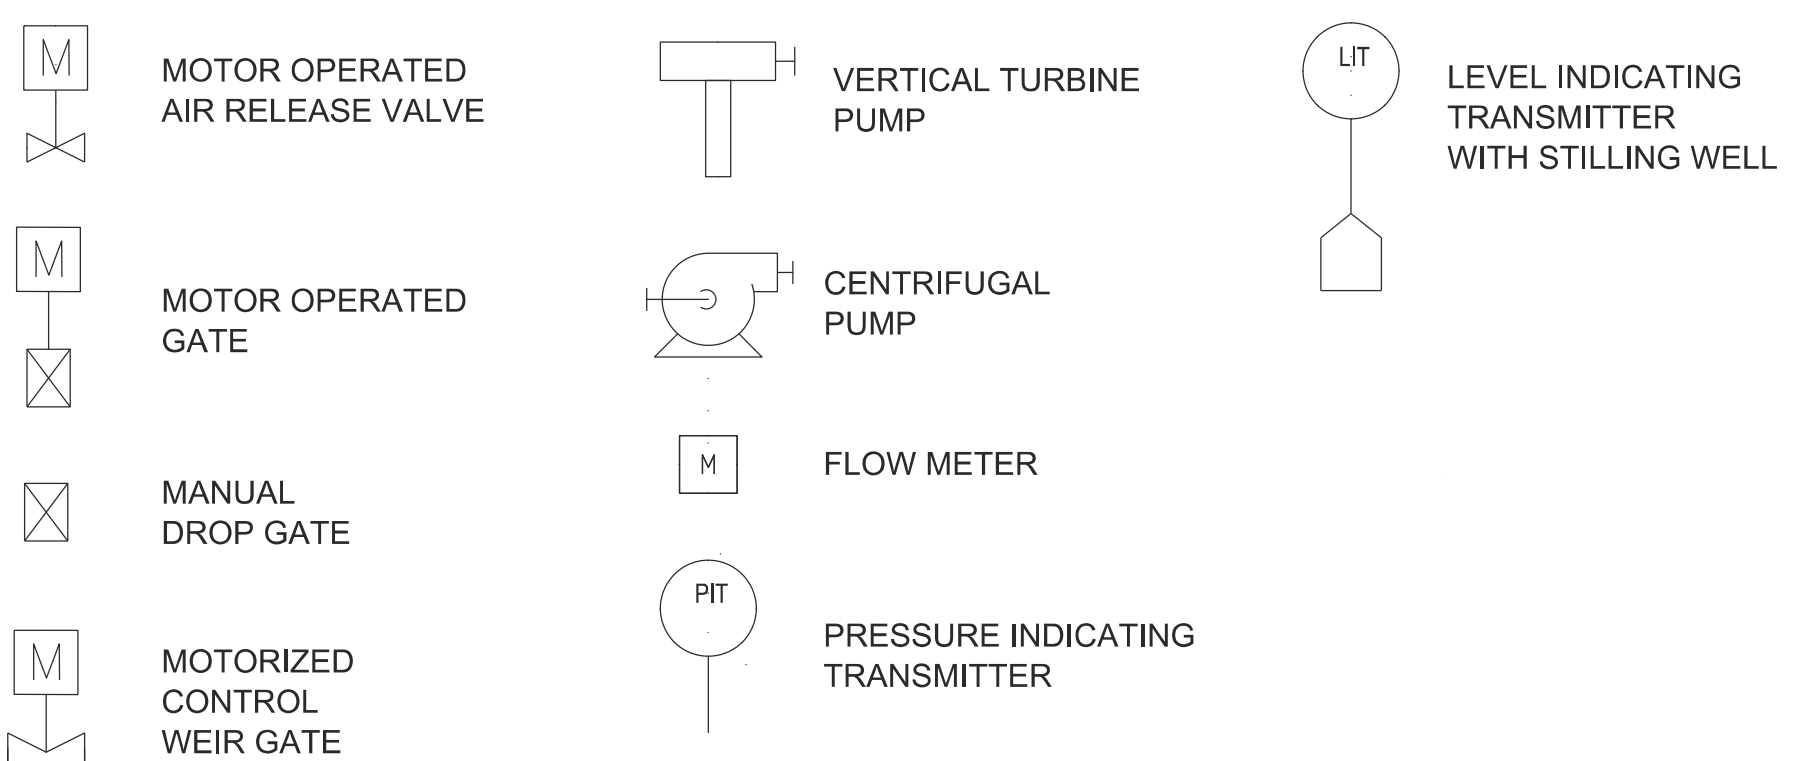 M
MOTOR OPERATED
AIR RELEASE VALVE
M
MOTOR OPERATED
GATE
MANUAL
DROP GATE
M
MOTORIZED
CONTROL
WEIR GATE
VERTICAL TURBINE
PUMP
CENTRIFUGAL
PUMP
M
FLOW METER
PIT
PRESSURE INDICATING
TRANSMITTER
LIT
LEVEL INDICATING
TRANSMITTER
WITH STILLING WELL